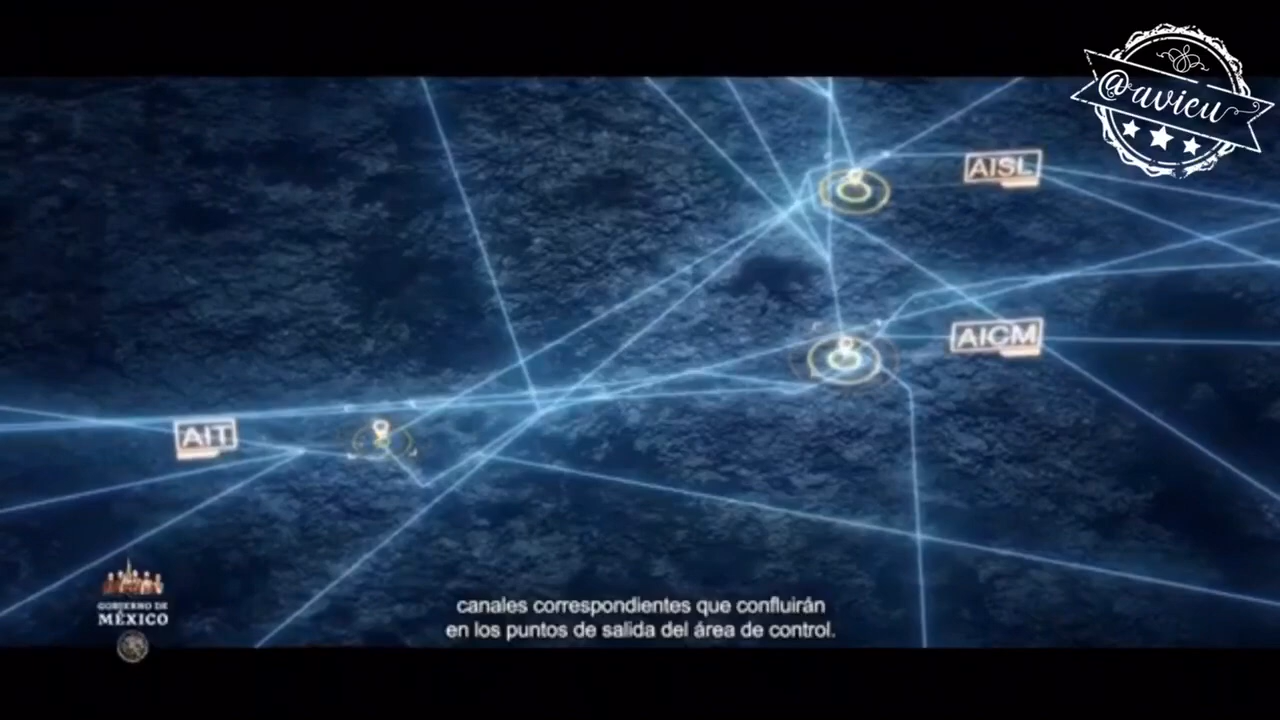 @avieu
AISL
AICM
AIT
GOBIERNO DE
MÉXICO
canales correspondientes que confluirán
en los puntos de salida del área de control.